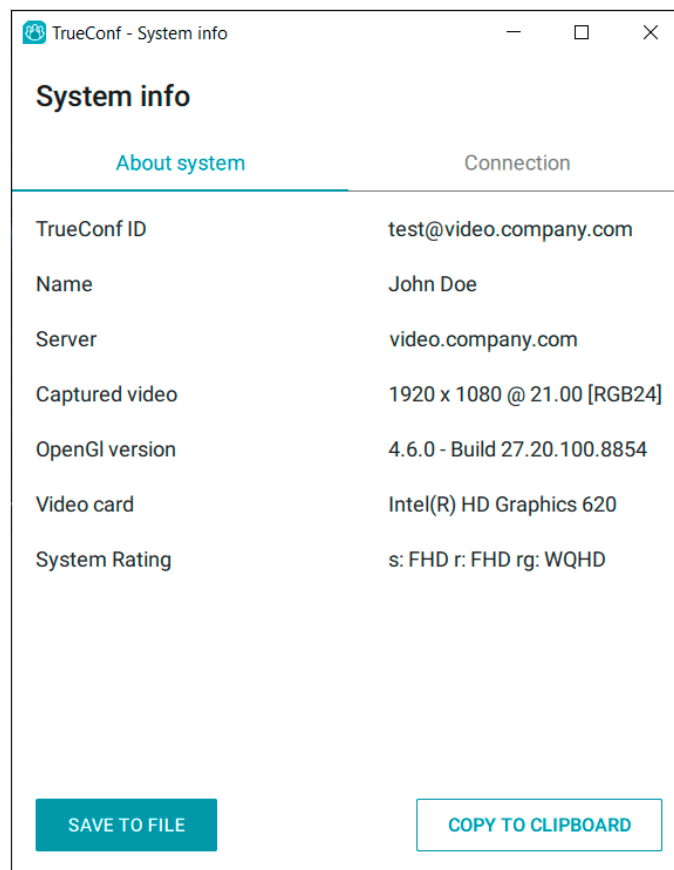 TrueConf - System info
System info
About system Connection
TrueConf ID test@video.company.com
Name John Doe
Server video.company.com
Captured video 1920 x 1080 @ 21.00 [RGB24]
OpenGl version 4.6.0 - Build 27.20.100.8854
Video card Intel(R) HD Graphics 620
System Rating s: FHD r: FHD rg: WQHD
SAVE TO FILE COPY TO CLIPBOARD